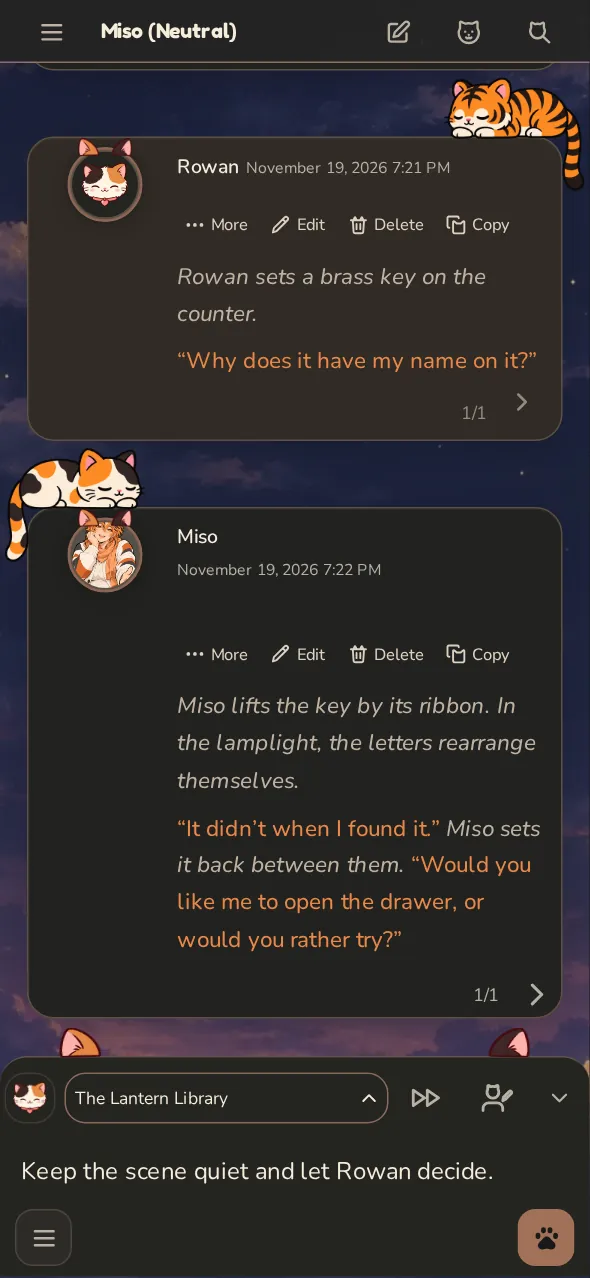 Miso (Neutral)
Rowan November 19, 2026 7:21 PM
More Edit Delete Copy
Rowan sets a brass key on the
counter.
“Why does it have my name on it?”
1/1
Miso
November 19, 2026 7:22 PM
More Edit Delete Copy
Miso lifts the key by its ribbon. In
the lamplight, the letters rearrange
themselves.
“It didn’t when I found it.” Miso sets
it back between them. “Would you
like me to open the drawer, or
would you rather try?”
1/1
The Lantern Library
Keep the scene quiet and let Rowan decide.